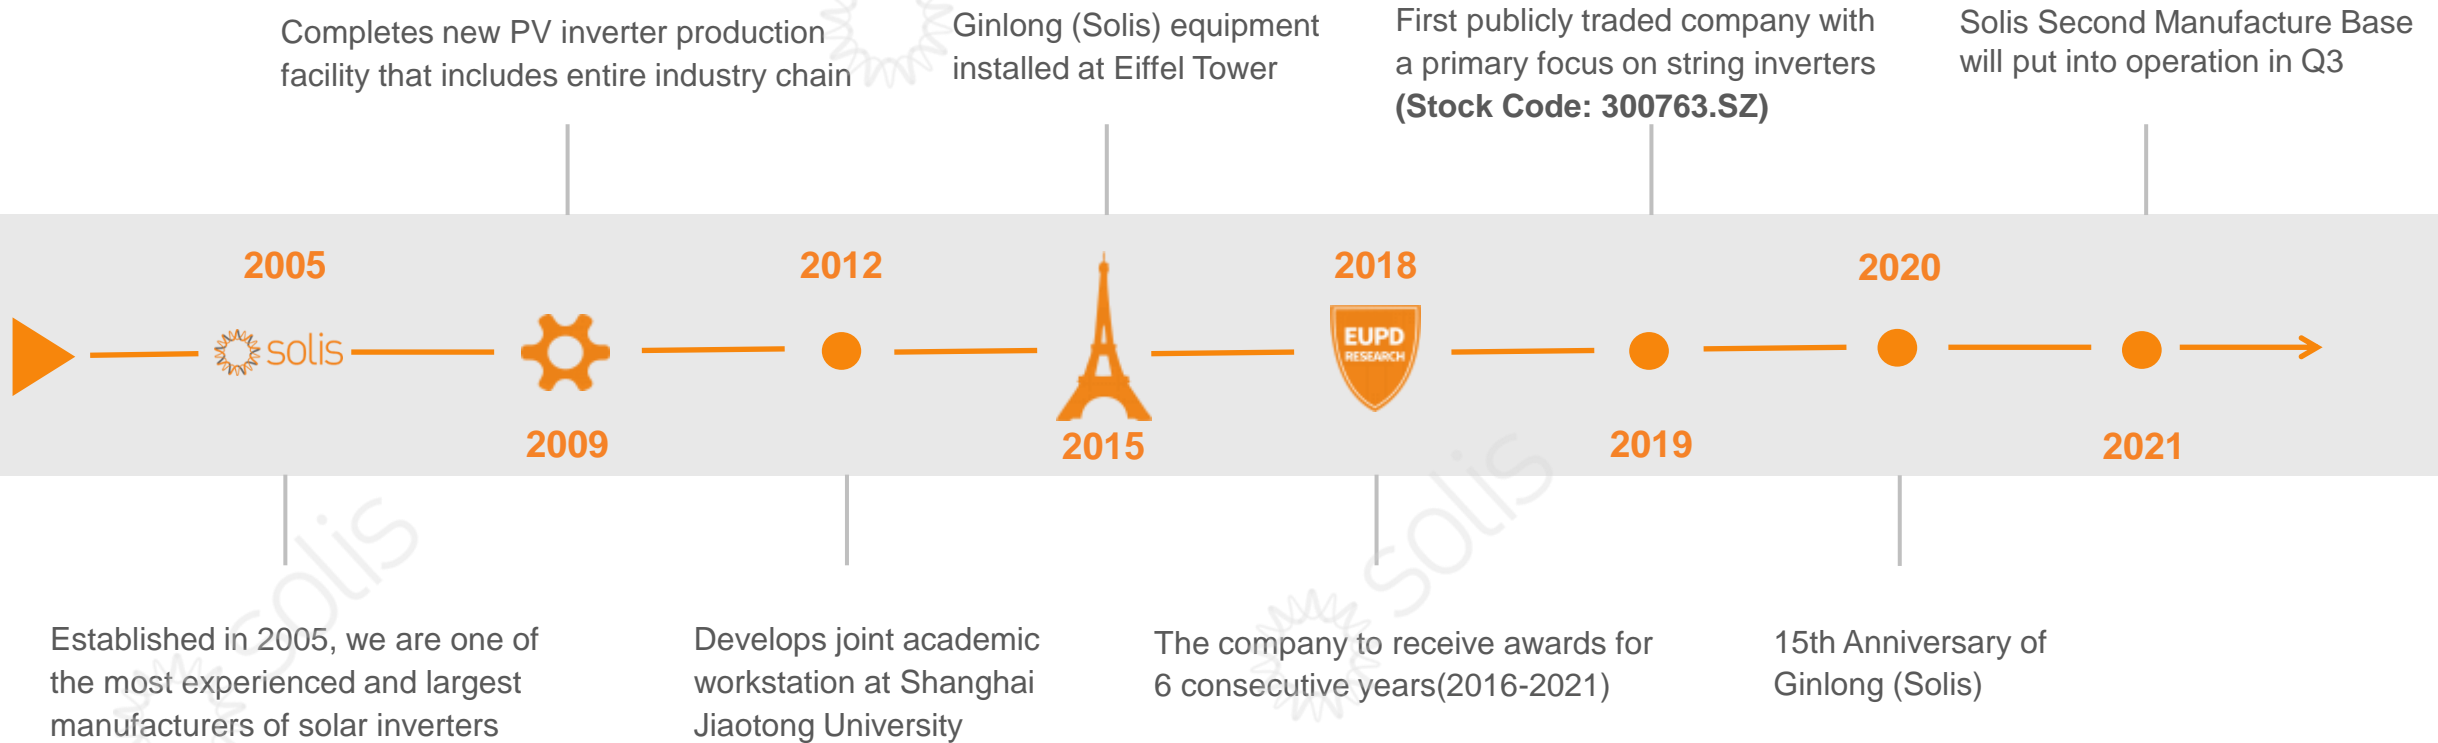 Completes new PV inverter production
facility that includes entire industry chain
Ginlong (Solis) equipment
installed at Eiffel Tower
First publicly traded company with
a primary focus on string inverters
(Stock Code: 300763.SZ)
Solis Second Manufacture Base
will put into operation in Q3
2005
2012
2018
2020
solis
EUPD
RESEARCH
2009
2015
2019
2021
solis
solis
Established in 2005, we are one of
the most experienced and largest
manufacturers of solar inverters
Develops joint academic
workstation at Shanghai
Jiaotong University
The company to receive awards for
6 consecutive years(2016-2021)
15th Anniversary of
Ginlong (Solis)